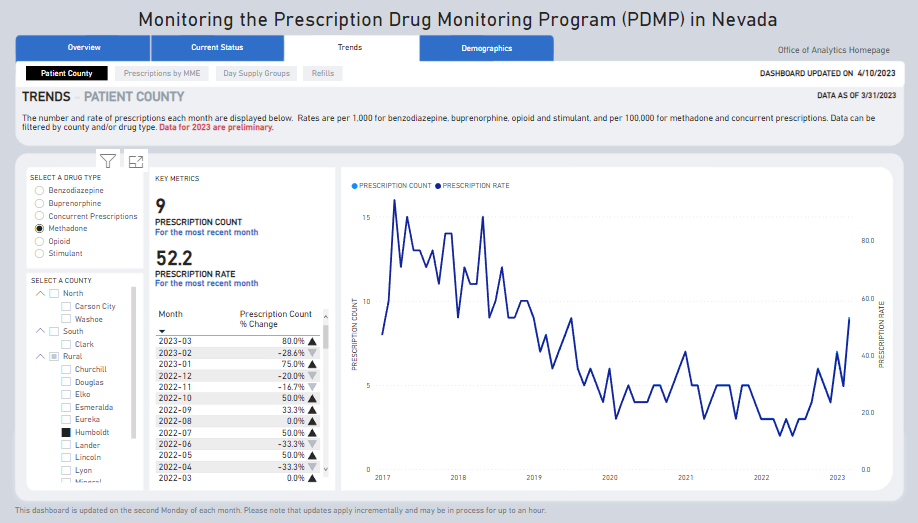 Monitoring the Prescription Drug Monitoring Program (PDMP) in Nevada
Overview
Current Status
Trends
Demographics
Office of Analytics Homepage
Patient County
Prescriptions by MME
Day Supply Groups
Refills
DASHBOARD UPDATED ON 4/10/2023
TRENDS - PATIENT COUNTY
DATA AS OF 3/31/2023
The number and rate of prescriptions each month are displayed below. Rates are per 1,000 for benzodiazepine, buprenorphine, opioid and stimulant, and per 100,000 for methadone and concurrent prescriptions. Data can be
filtered by county and/or drug type. Data for 2023 are preliminary.
SELECT A DRUG TYPE
Benzodiazepine
Buprenorphine
Concurrent Prescriptions
Methadone
Opioid
Stimulant
SELECT A COUNTY
North
Carson City
Washoe
South
Clark
Rural
Churchill
Douglas
Elko
Esmeralda
Eureka
Humboldt
Lander
Lincoln
Lyon
Mineral
KEY METRICS
9
PRESCRIPTION COUNT
For the most recent month
52.2
PRESCRIPTION RATE
For the most recent month
Month Prescription Count
% Change
2023-03 80.0%
2023-02 -28.6%
2023-01 75.0%
2022-12 -20.0%
2022-11 -16.7%
2022-10 50.0%
2022-09 33.3%
2022-08 0.0%
2022-07 50.0%
2022-06 -33.3%
2022-05 50.0%
2022-04 -33.3%
2022-03 0.0%
PRESCRIPTION COUNT PRESCRIPTION RATE
PRESCRIPTION COUNT
15
10
5
0
2017 2018 2019 2020 2021 2022 2023
80.0
60.0
40.0
20.0
0.0
PRESCRIPTION RATE
This dashboard is updated on the second Monday of each month. Please note that updates apply incrementally and may be in process for up to an hour.